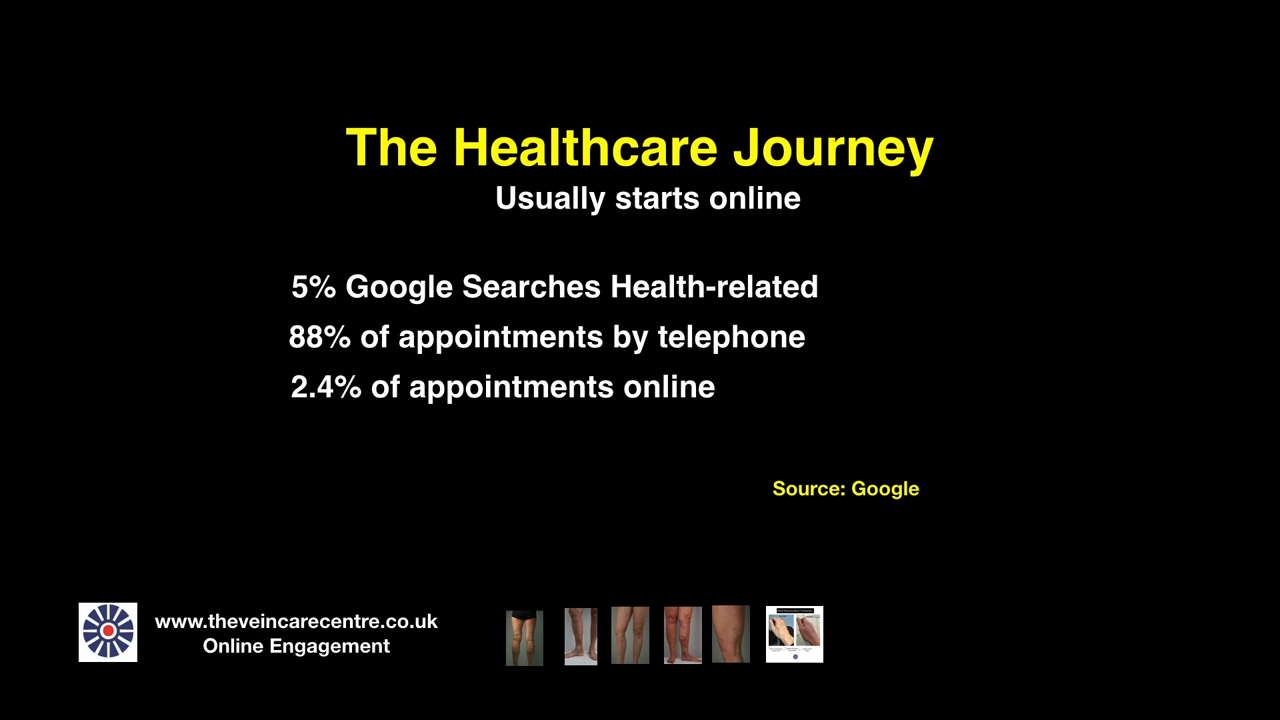 The Healthcare Journey
Usually starts online
5% Google Searches Health-related
88% of appointments by telephone
2.4% of appointments online
Source: Google
www.theveincarecentre.co.uk
Online Engagement